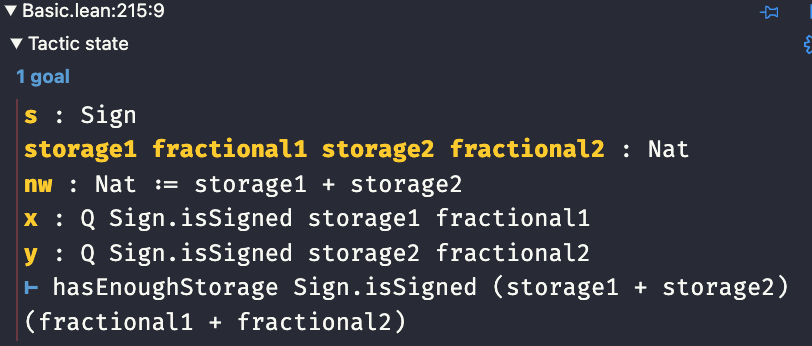 ▼ Basic.lean:215:9
▼ Tactic state
1 goal
s : Sign
storage1 fractional1 storage2 fractional2 : Nat
nw : Nat := storage1 + storage2
x : Q Sign.isSigned storage1 fractional1
y : Q Sign.isSigned storage2 fractional2
⊢ hasEnoughStorage Sign.isSigned (storage1 + storage2)
(fractional1 + fractional2)